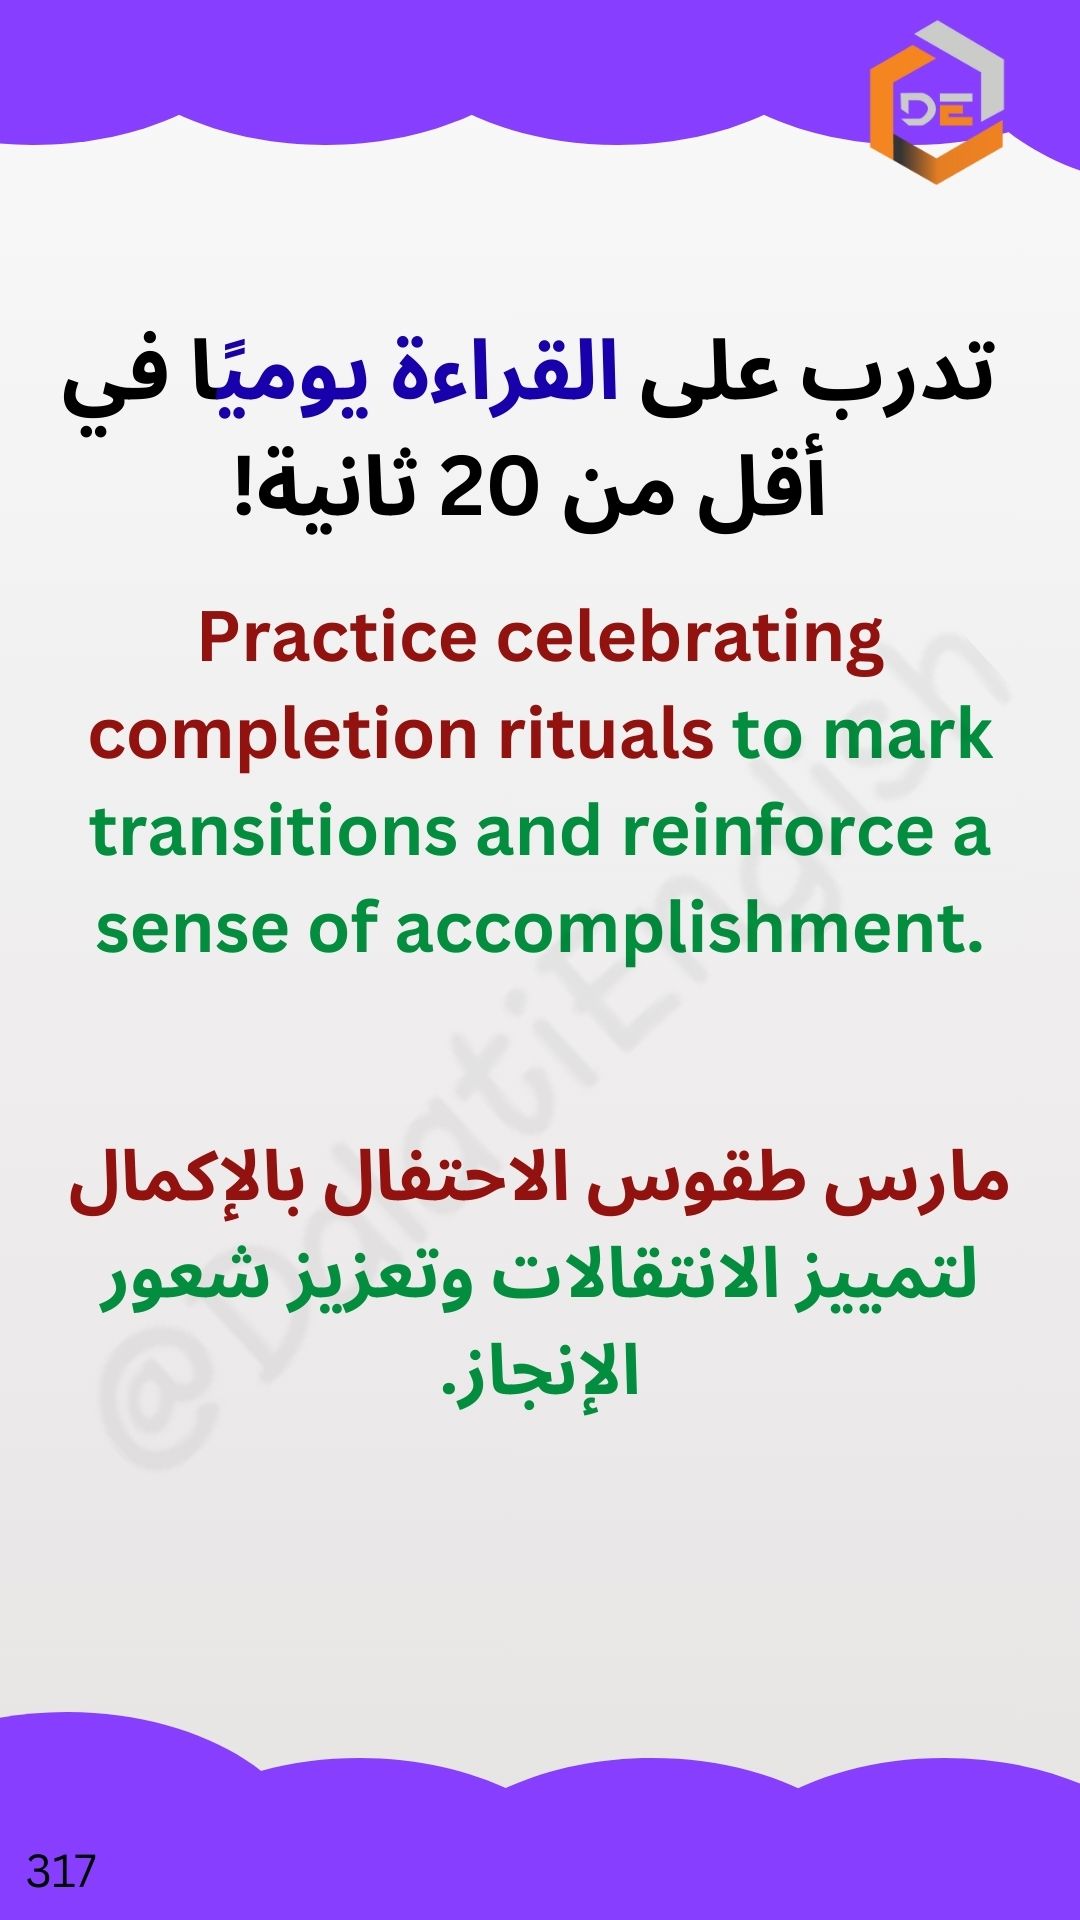 DE
تدرب على القراءة يوميًا في
أقل من 20 ثانية!
Practice celebrating
completion rituals to mark
transitions and reinforce a
sense of accomplishment.
@DalatiEnglish
مارس طقوس الاحتفال بالإكمال
لتمييز الانتقالات وتعزيز شعور
الإنجاز.
317